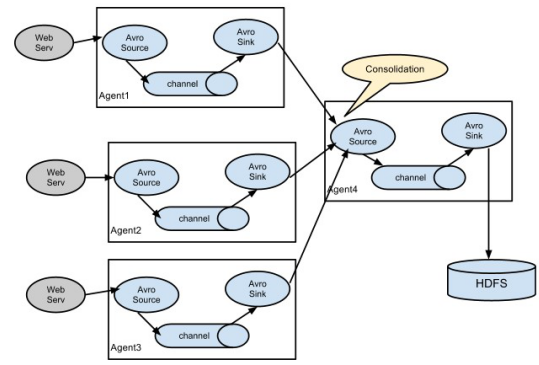 Web
Serv
Avro
Source
Avro
Sink
channel
Agent1
Consolidation
Web
Serv
Avro
Source
Avro
Sink
channel
Agent2
Avro
Source
Avro
Sink
channel
Agent4
Web
Serv
Avro
Source
Avro
Sink
channel
Agent3
HDFS